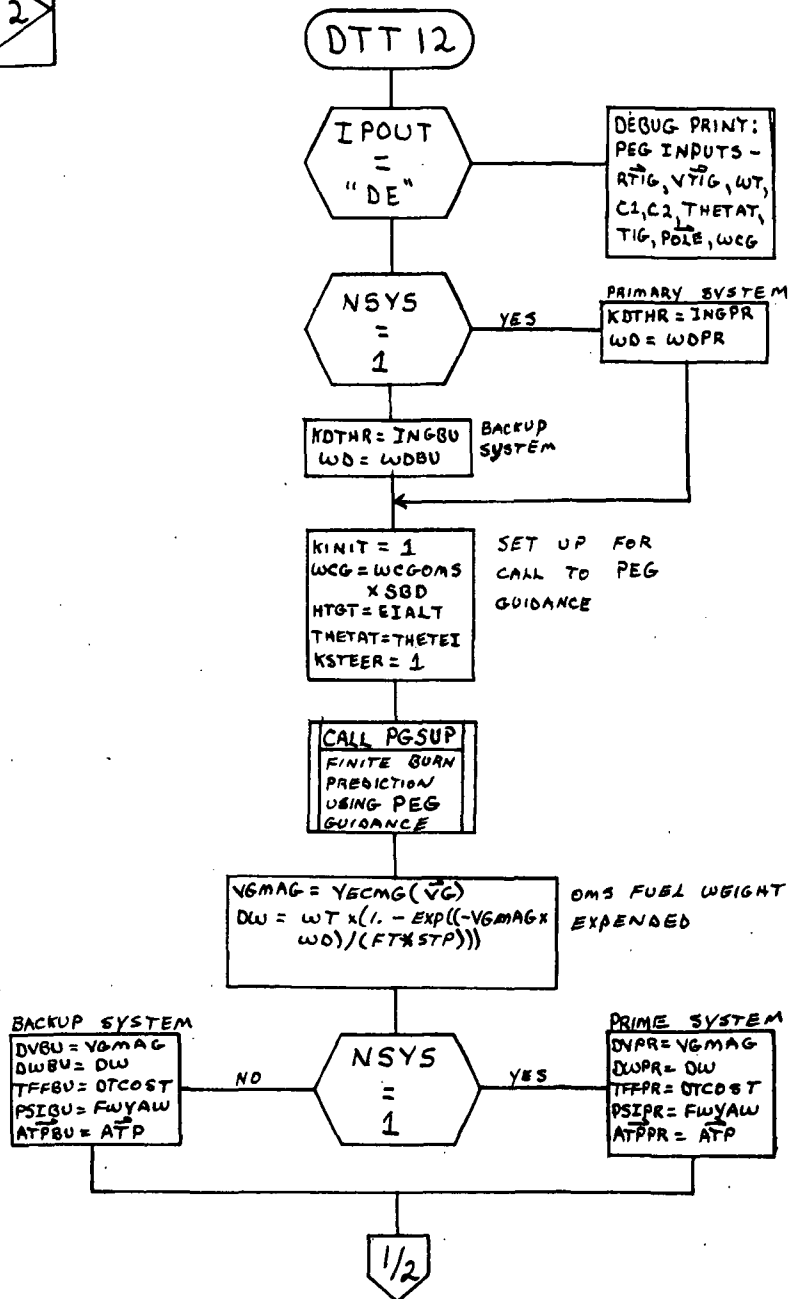 2
DTT 12
IPOUT
=
"DE"
DEBUG PRINT:
PEG INPUTS -
RTIG, VTIG, WT,
C1, C2, THETAT,
TIG, POLE, WCG
NSYS
=
1
YES
PRIMARY SYSTEM
KDTHR = INGPR
WD = WDPR
KDTHR = INGBU
WD = WDBU
BACKUP
SYSTEM
KINIT = 1
WCG = WCGOMS
X SBD
HTGT = EIALT
THETAT = THETEI
KSTEER = 1
SET UP FOR
CALL TO PEG
GUIDANCE
CALL PGSUP
FINITE BURN
PREDICTION
USING PEG
GUIDANCE
VGMAG = YECMG(VG)
DW = WT x (1. - EXP((-VGMAG x
WD)/(FT*STP)))
OMS FUEL WEIGHT
EXPENDED
BACKUP SYSTEM
DVBU = VGMAG
DWBU = DW
TFFBU = DTCOST
PSIBU = FWYAW
ATPBU = ATP
NO
NSYS
=
1
YES
PRIME SYSTEM
DVPR = VGMAG
DWPR = DW
TFFPR = DTCOST
PSIPR = FWYAW
ATPPR = ATP
1/2